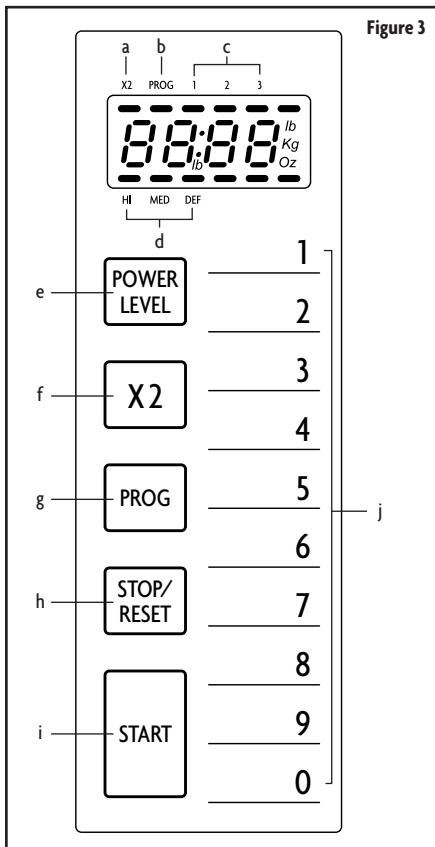 Figure 3
a b c
X2 PROG 1 2 3
88:88
lb
Kg
Oz
lb
HI MED DEF
d
e POWER LEVEL 1
2
f X2 3
4
g PROG 5 j
6
h STOP/ RESET 7
8
i START 9
0